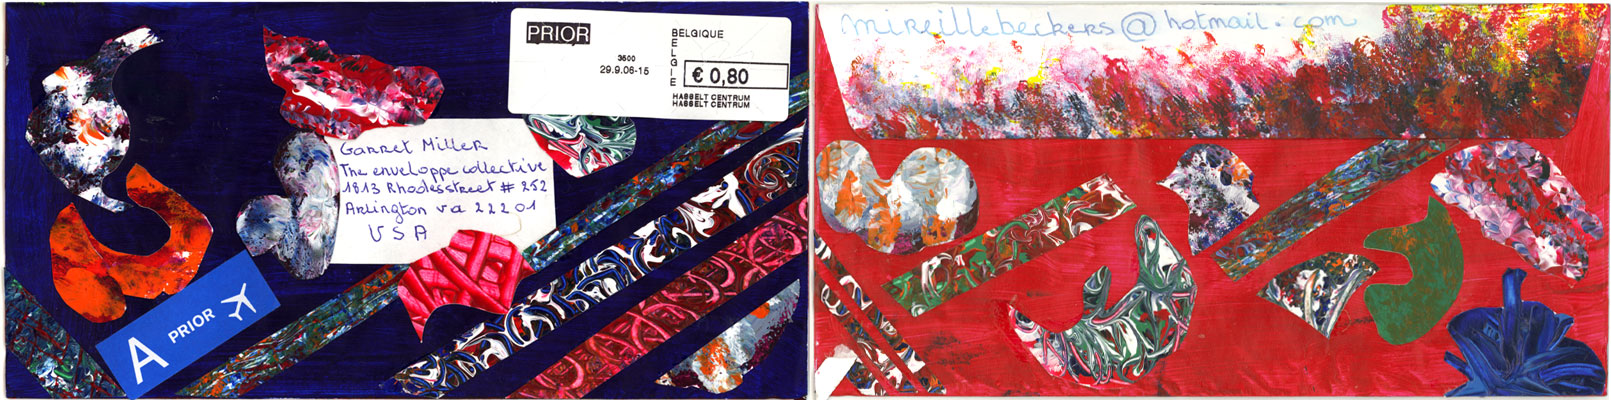 PRIOR
BELGIQUE
BELGIE
3500
29.9.06-15
€ 0,80
HASSELT CENTRUM
HASSELT CENTRUM
Garret Miller
The enveloppe collective
1813 Rhodesstreet # 252
Arlington va 22201
USA
A PRIOR
mireillebeckers@hotmail.com